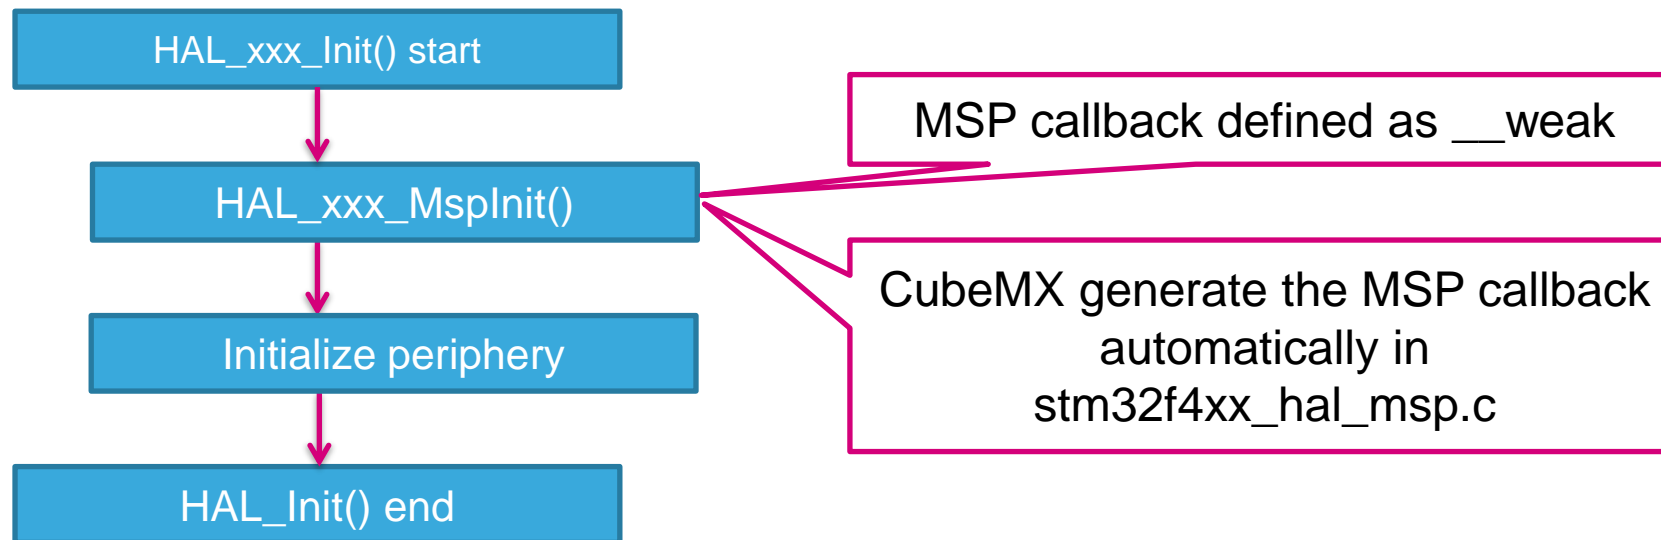 HAL_xxx_Init() start
MSP callback defined as __weak
HAL_xxx_MspInit()
CubeMX generate the MSP callback
automatically in
stm32f4xx_hal_msp.c
Initialize periphery
HAL_Init() end